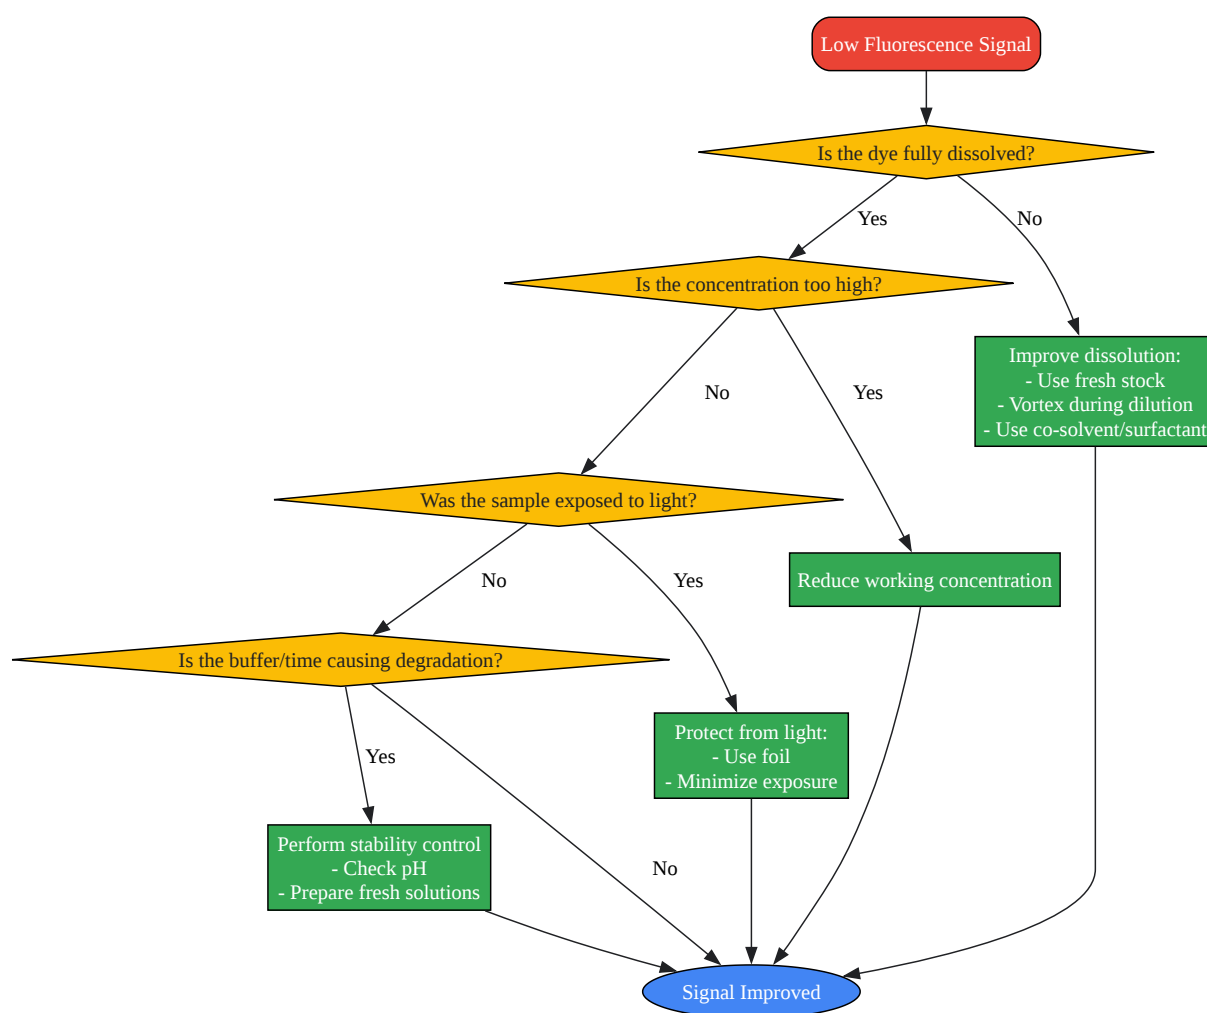 Low Fluorescence Signal
Is the dye fully dissolved?
Yes
No
Is the concentration too high?
Improve dissolution:
- Use fresh stock
- Vortex during dilution
- Use co-solvent/surfactant
No
Yes
Was the sample exposed to light?
No
Yes
Reduce working concentration
Is the buffer/time causing degradation?
Protect from light:
- Use foil
- Minimize exposure
Yes
Perform stability control
- Check pH
- Prepare fresh solutions
No
Signal Improved